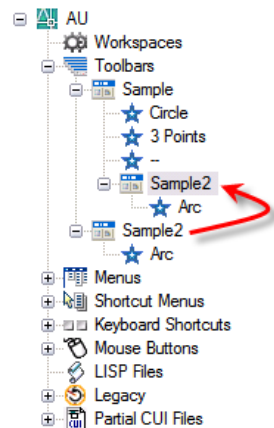 AU
Workspaces
Toolbars
Sample
Circle
3 Points
--
Sample2
Arc
Sample2
Arc
Menus
Shortcut Menus
Keyboard Shortcuts
Mouse Buttons
LISP Files
Legacy
Partial CUI Files